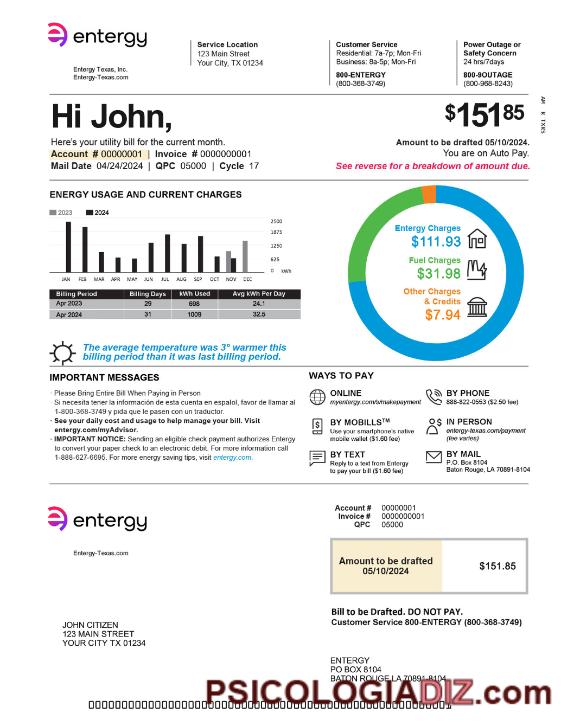 entergy
Entergy Texas, Inc.
Entergy-Texas.com
Service Location
123 Main Street
Your City, TX 01234
Customer Service
Residential: 7a-7p; Mon-Fri
Business: 8a-5p; Mon-Fri
800-ENTERGY
(800-368-3749)
Power Outage or
Safety Concern
24 hrs/7days
800-9OUTAGE
(800-968-8243)
Hi John,
Here's your utility bill for the current month.
Account # 00000001 | Invoice # 0000000001
Mail Date 04/24/2024 | QPC 05000 | Cycle 17
$15185
Amount to be drafted 05/10/2024.
You are on Auto Pay.
See reverse for a breakdown of amount due.
ENERGY USAGE AND CURRENT CHARGES
2023 2024
2500
1875
1250
625
0 kWh
JAN FEB MAR APR MAY JUN JUL AUG SEP OCT NOV DEC
Billing Period Billing Days kWh Used Avg kWh Per Day
Apr 2023 29 698 24.1
Apr 2024 31 1009 32.5
The average temperature was 3° warmer this
billing period than it was last billing period.
Entergy Charges
$111.93
Fuel Charges
$31.98
Other Charges
& Credits
$7.94
IMPORTANT MESSAGES
· Please Bring Entire Bill When Paying in Person
Si necesita tener information de esta cuenta en español, favor de llamar al
1-800-368-3749 y pida que le pasen con un traductor.
· See your daily cost and usage to help manage your bill. Visit
entergy.com/myAdvisor.
· IMPORTANT NOTICE: Sending an eligible check payment authorizes Entergy
to convert your paper check to an electronic debit. For more information call
1-888-627-6695. For more energy saving tips, visit entergy.com.
WAYS TO PAY
ONLINE
myentergy.com/s/makepayment
BY PHONE
888-822-0553 ($2.50 fee)
BY MOBILLS™
Use your smartphone's native
mobile wallet ($1.60 fee)
IN PERSON
entergy-texas.com/payment
(fee varies)
BY TEXT
Reply to a text from Entergy
to pay your bill ($1.60 fee)
BY MAIL
P.O. Box 8104
Baton Rouge, LA 70891-8104
entergy
Entergy-Texas.com
Account # 00000001
Invoice # 0000000001
QPC 05000
Amount to be drafted
05/10/2024
$151.85
Bill to be Drafted. DO NOT PAY.
Customer Service 800-ENTERGY (800-368-3749)
JOHN CITIZEN
123 MAIN STREET
YOUR CITY TX 01234
ENTERGY
PO BOX 8104
BATON ROUGE LA 70891-8104
PSICOLOGIADIZ.com